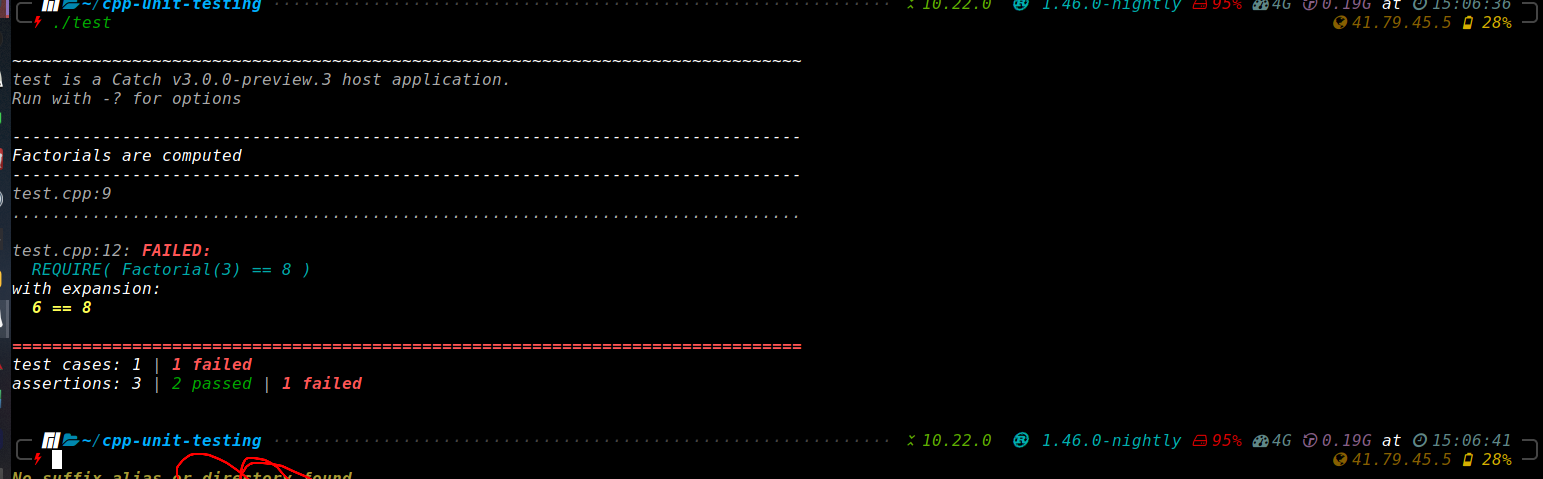 ~/cpp-unit-testing ································ 10.22.0 1.46.0-nightly 95% 4G 0.19G at 15:06:36
./test 41.79.45.5 28%
~~~~~~~~~~~~~~~~~~~~~~~~~~~~~~~~~~~~~~~~~~~~~~~~~~~~~~~~~~~~~~~~~~~~~~~~~~~~~~~
test is a Catch v3.0.0-preview.3 host application.
Run with -? for options
-------------------------------------------------------------------------------
Factorials are computed
-------------------------------------------------------------------------------
test.cpp:9
...............................................................................
test.cpp:12: FAILED:
  REQUIRE( Factorial(3) == 8 )
with expansion:
  6 == 8
===============================================================================
test cases: 1 | 1 failed
assertions: 3 | 2 passed | 1 failed
~/cpp-unit-testing ································ 10.22.0 1.46.0-nightly 95% 4G 0.19G at 15:06:41
41.79.45.5 28%
No suffix alias or directory found